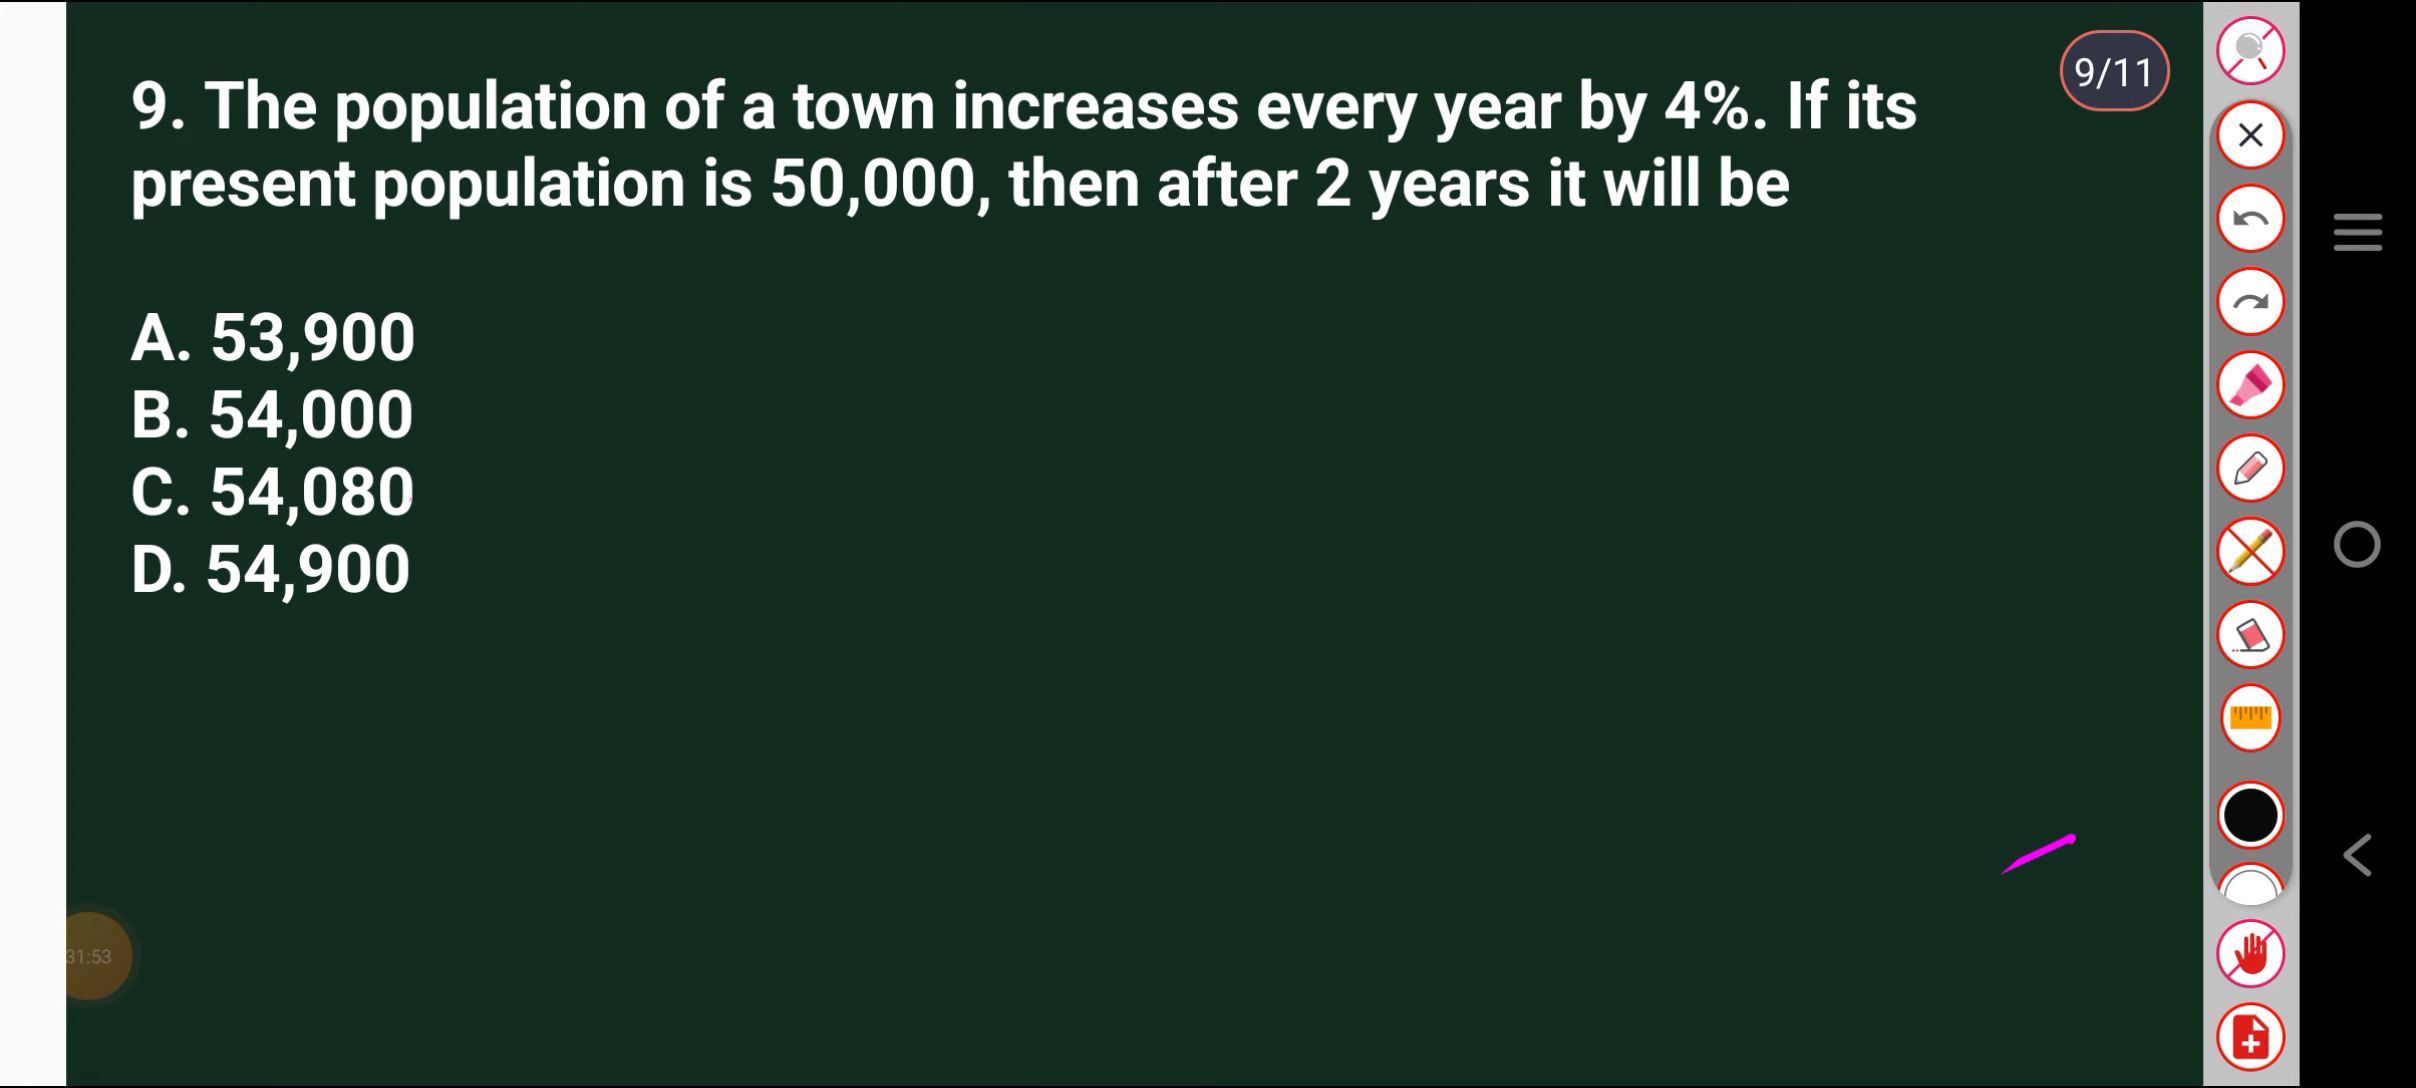 9/11
9. The population of a town increases every year by 4%. If its
present population is 50,000, then after 2 years it will be
A. 53,900
B. 54,000
C. 54,080
D. 54,900
31:53